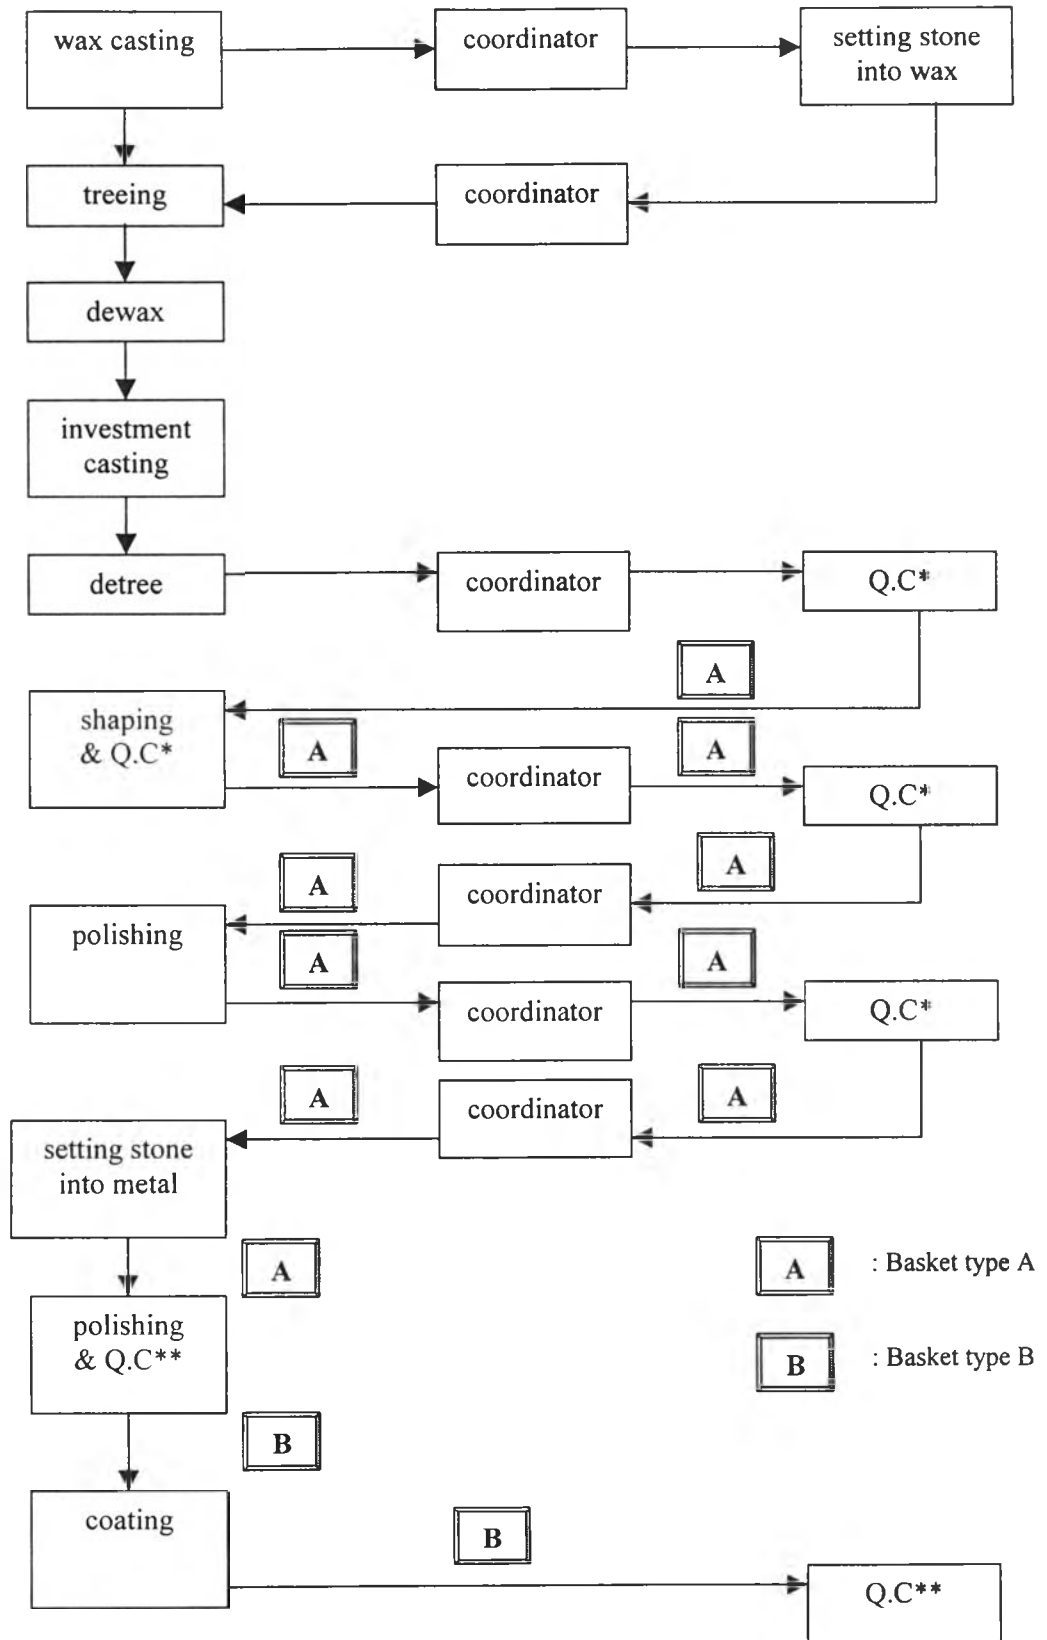 wax casting
coordinator
setting stone
into wax
treeing
coordinator
dewax
investment
casting
detree
coordinator
Q.C*
A
shaping
& Q.C*
A
A
coordinator
Q.C*
A
A
coordinator
polishing
A
A
coordinator
Q.C*
A
A
coordinator
setting stone
into metal
A
A : Basket type A
polishing
& Q.C**
B : Basket type B
B
coating
B
Q.C**